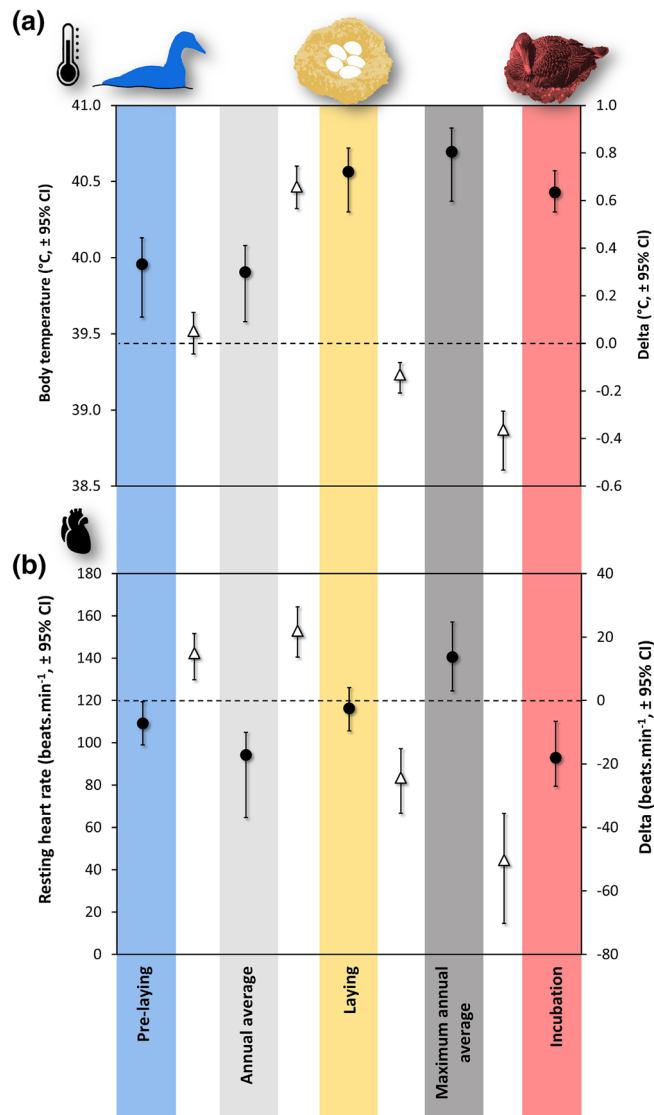 (a)
41.0
40.5
40.0
39.5
39.0
38.5
Body temperature (°C, ± 95% CI)
1.0
0.8
0.6
0.4
0.2
0.0
-0.2
-0.4
-0.6
Delta (°C, ± 95% CI)
(b)
180
160
140
120
100
80
60
40
20
0
Resting heart rate (beats.min⁻¹, ± 95% CI)
40
20
0
-20
-40
-60
-80
Delta (beats.min⁻¹, ± 95% CI)
Pre-laying
Annual average
Laying
Maximum annual
average
Incubation